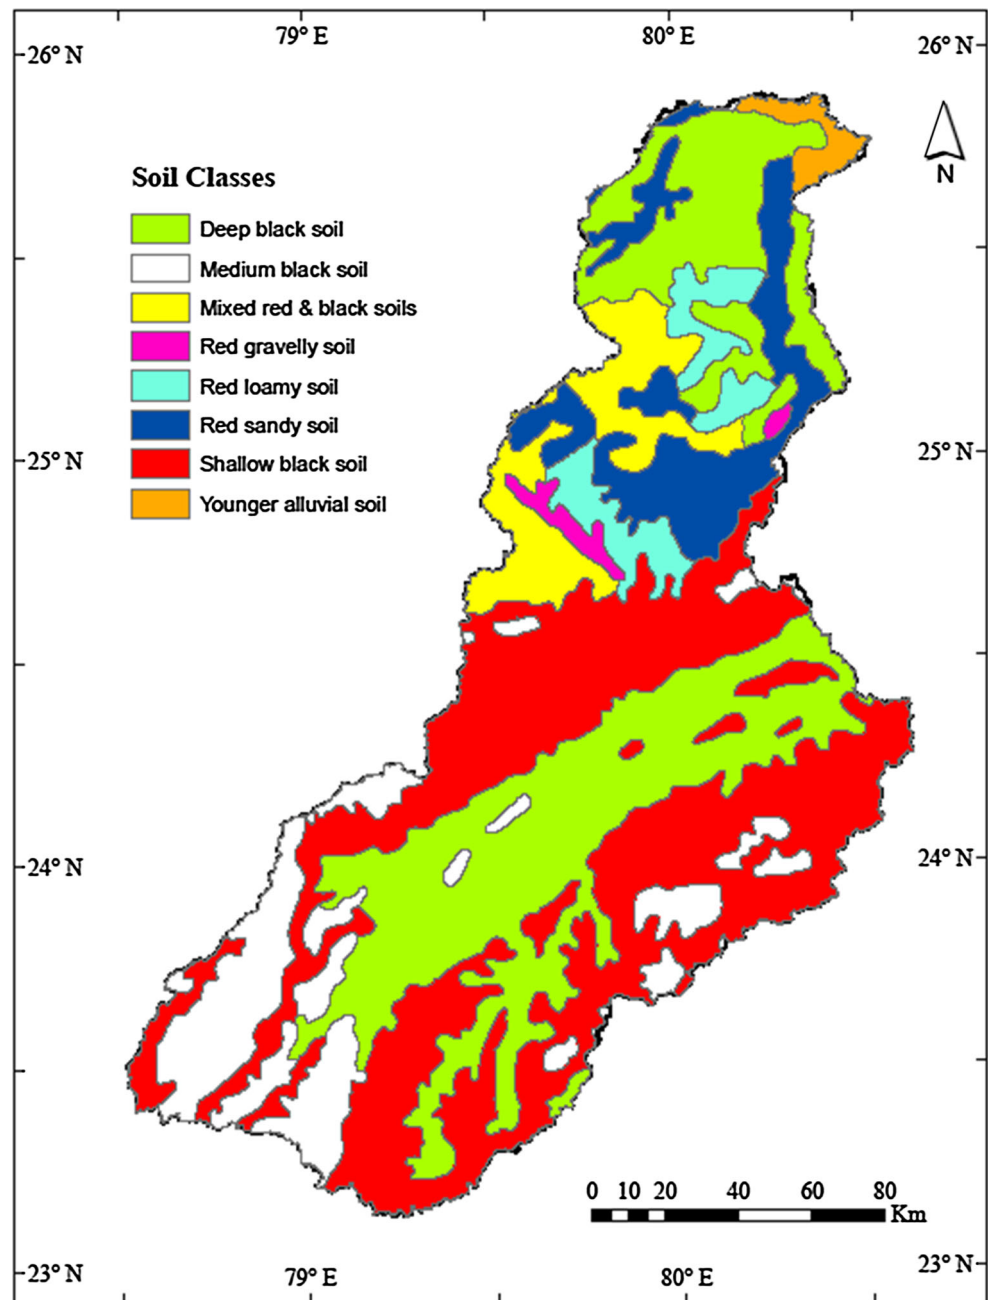 79° E
80° E
26° N
26° N
N
Soil Classes
Deep black soil
Medium black soil
Mixed red & black soils
Red gravelly soil
Red loamy soil
Red sandy soil
Shallow black soil
Younger alluvial soil
25° N
25° N
24° N
24° N
0 10 20 40 60 80
Km
23° N
23° N
79° E
80° E